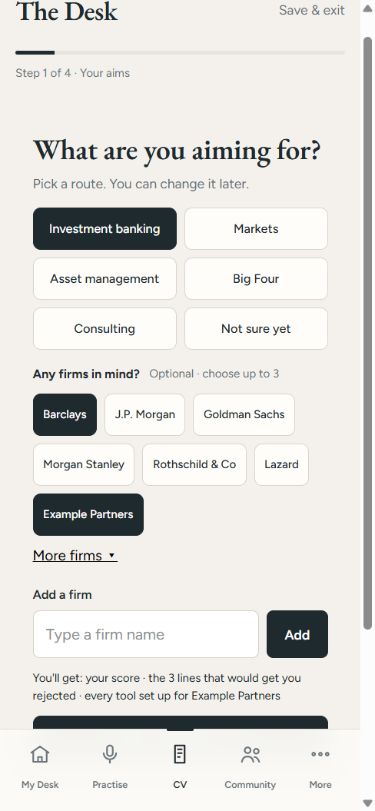 The Desk
Save & exit
Step 1 of 4 · Your aims
What are you aiming for?
Pick a route. You can change it later.
Investment banking
Markets
Asset management
Big Four
Consulting
Not sure yet
Any firms in mind? Optional · choose up to 3
Barclays
J.P. Morgan
Goldman Sachs
Morgan Stanley
Rothschild & Co
Lazard
Example Partners
More firms
Add a firm
Type a firm name
Add
You'll get: your score · the 3 lines that would get you
rejected · every tool set up for Example Partners
My Desk
Practise
CV
Community
More